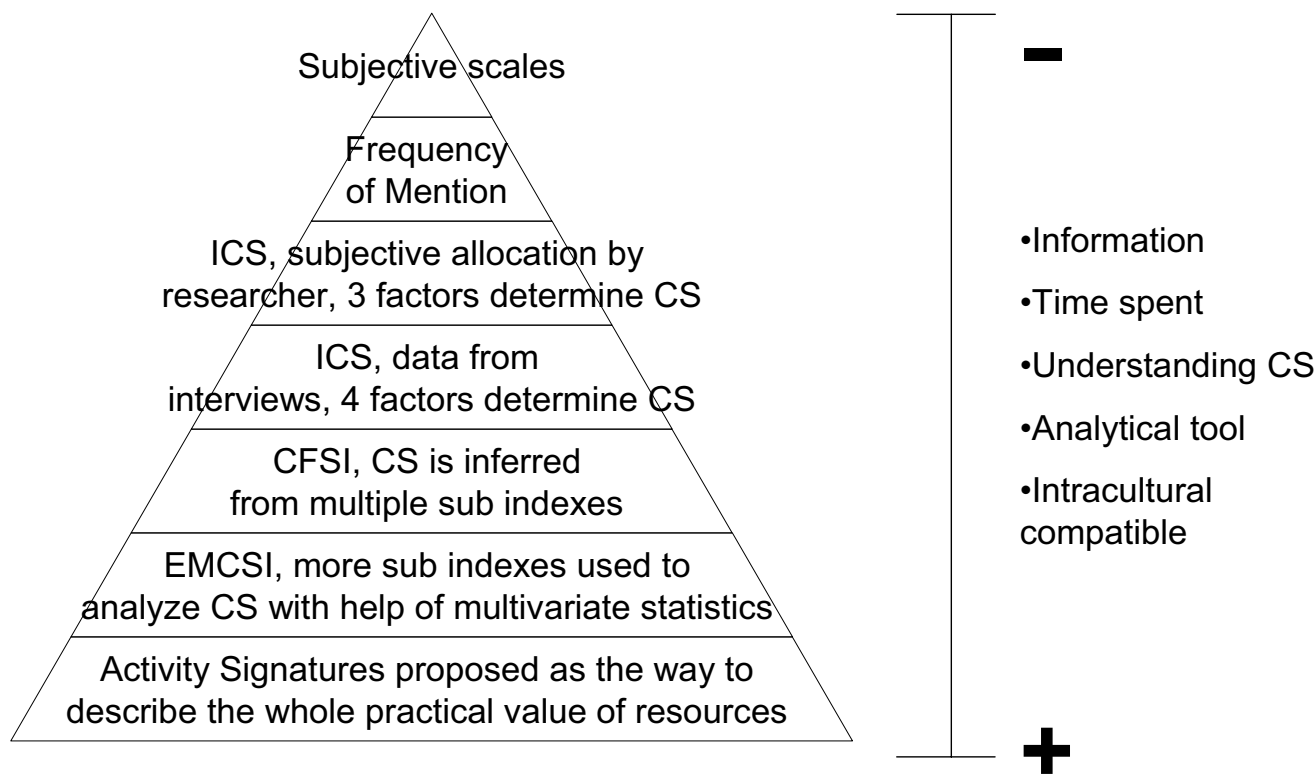 Subjective scales
Frequency
of Mention
ICS, subjective allocation by
researcher, 3 factors determine CS
ICS, data from
interviews, 4 factors determine CS
CFSI, CS is inferred
from multiple sub indexes
EMCSI, more sub indexes used to
analyze CS with help of multivariate statistics
Activity Signatures proposed as the way to
describe the whole practical value of resources
-
•Information
•Time spent
•Understanding CS
•Analytical tool
•Intracultural
compatible
+